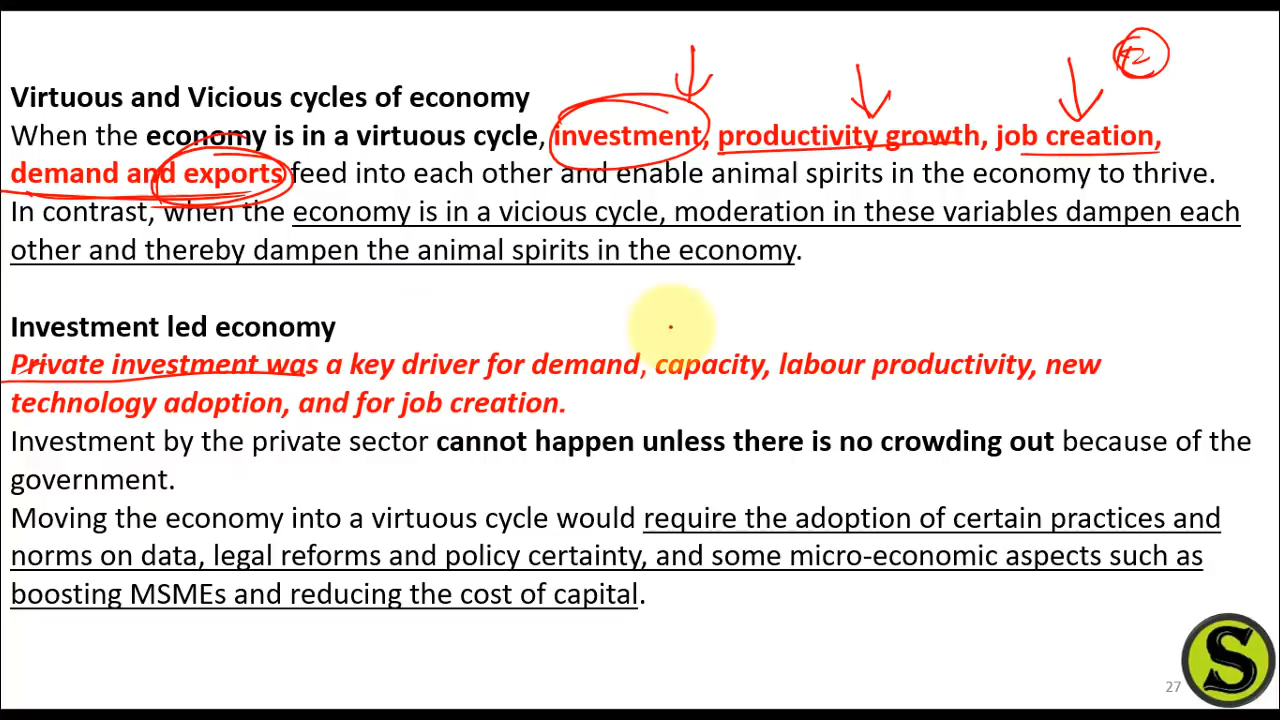 Virtuous and Vicious cycles of economy
When the economy is in a virtuous cycle, investment, productivity growth, job creation,
demand and exports feed into each other and enable animal spirits in the economy to thrive.
In contrast, when the economy is in a vicious cycle, moderation in these variables dampen each
other and thereby dampen the animal spirits in the economy.
Investment led economy
Private investment was a key driver for demand, capacity, labour productivity, new
technology adoption, and for job creation.
Investment by the private sector cannot happen unless there is no crowding out because of the
government.
Moving the economy into a virtuous cycle would require the adoption of certain practices and
norms on data, legal reforms and policy certainty, and some micro-economic aspects such as
boosting MSMEs and reducing the cost of capital.
S
27